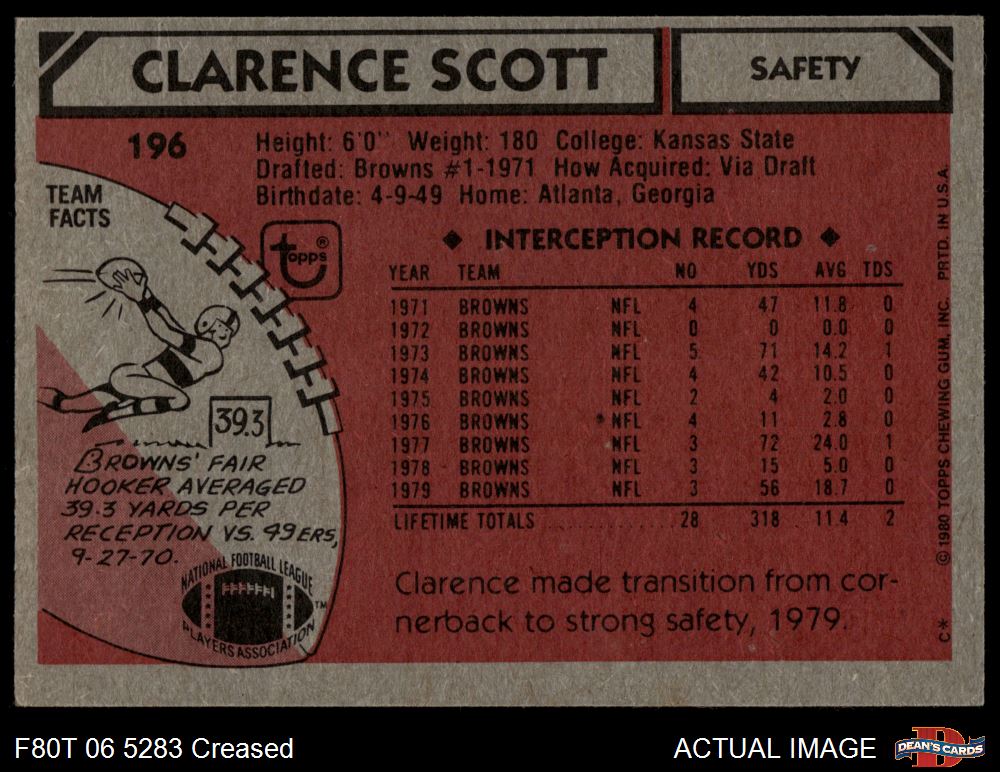 CLARENCE SCOTT
SAFETY
196
Height: 6'0" Weight: 180 College: Kansas State
Drafted: Browns #1-1971 How Acquired: Via Draft
Birthdate: 4-9-49 Home: Atlanta, Georgia
TEAM
FACTS
topps®
◆ INTERCEPTION RECORD ◆
YEAR TEAM NO YDS AVG TDS
1971 BROWNS NFL 4 47 11.8 0
1972 BROWNS NFL 0 0 0.0 0
1973 BROWNS NFL 5 71 14.2 1
1974 BROWNS NFL 4 42 10.5 0
1975 BROWNS NFL 2 4 2.0 0
1976 BROWNS NFL 4 11 2.8 0
1977 BROWNS NFL 3 72 24.0 1
1978 BROWNS NFL 3 15 5.0 0
1979 BROWNS NFL 3 56 18.7 0
LIFETIME TOTALS 28 318 11.4 2
39.3
BROWNS' FAIR
HOOKER AVERAGED
39.3 YARDS PER
RECEPTION VS. 49ERS,
9-27-70.
NATIONAL FOOTBALL LEAGUE
PLAYERS ASSOCIATION
™
Clarence made transition from cor-
nerback to strong safety, 1979.
© 1980 TOPPS CHEWING GUM, INC. PRTD. IN U.S.A.
C*
F80T 06 5283 Creased
ACTUAL IMAGE
DEAN'S CARDS